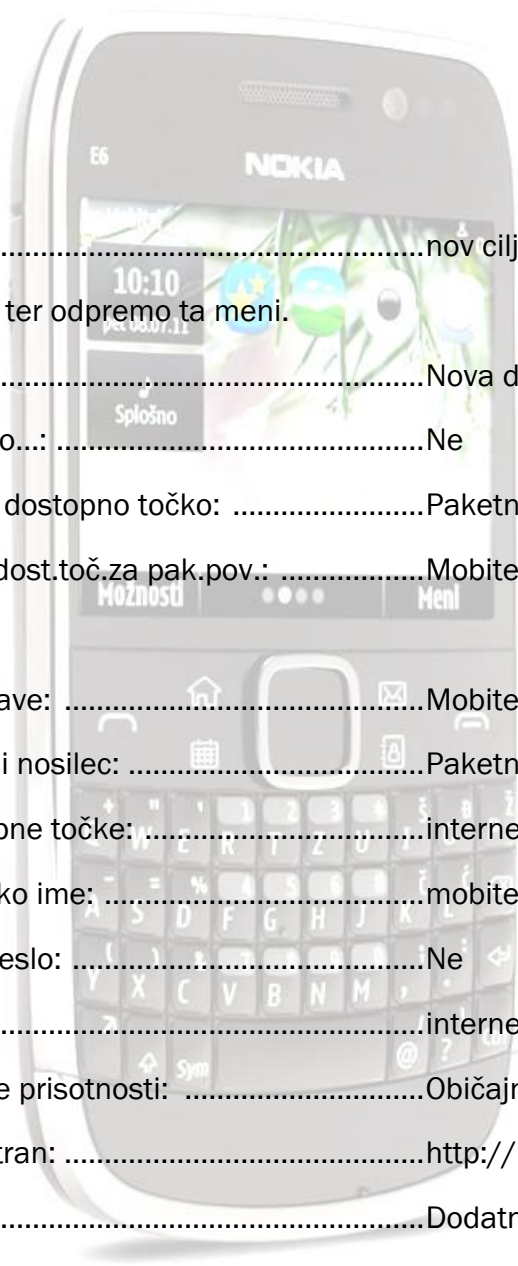 E6
NOKIA
........................................nov cilj
10:10
ter odpremo ta meni.
pet 08.07.11
........................................Nova d
Splošno
o...: ........................................Ne
dostopno točko: ........................Paketn
dost.toč.za pak.pov.: ..................Mobite
Možnosti Meni
ave: ........................................Mobite
i nosilec: ..................................Paketn
pne točke: ..................................interne
ko ime: ....................................mobite
eslo: ........................................Ne
........................................interne
e prisotnosti: ............................Običajn
tran: ........................................http://
........................................Dodatn